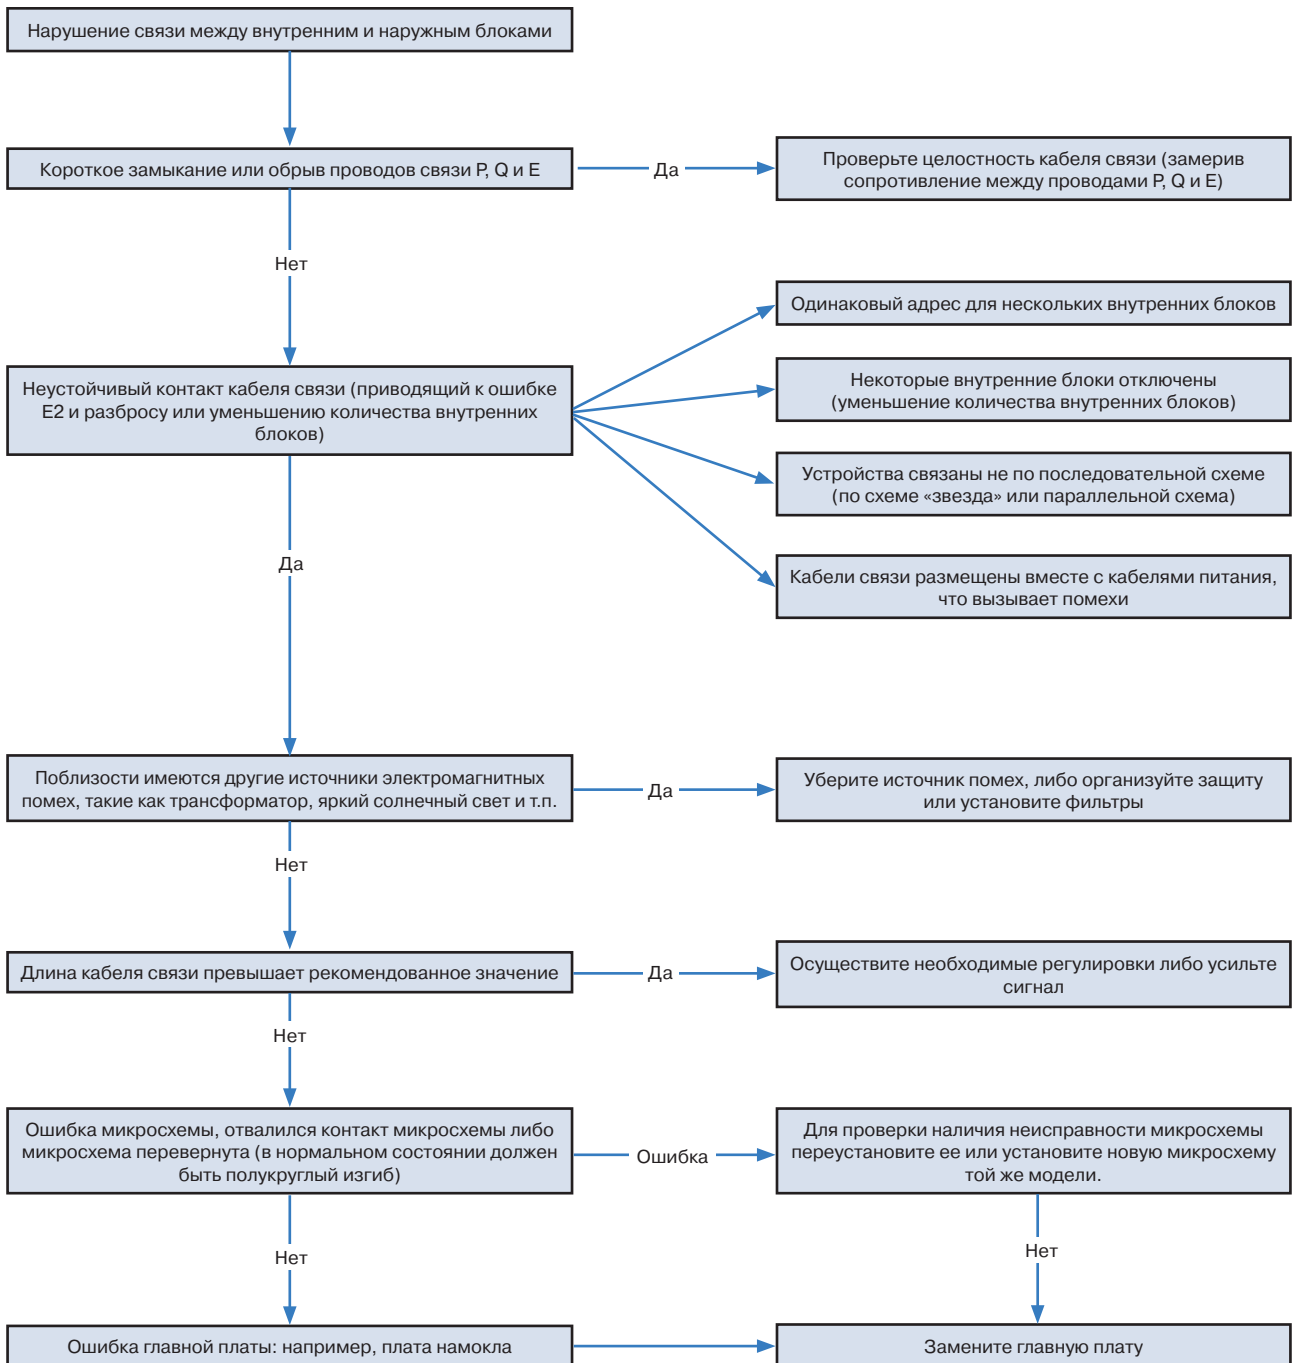 Нарушение связи между внутренним и наружным блоками
Короткое замыкание или обрыв проводов связи P, Q и E
Да
Проверьте целостность кабеля связи (замерив
сопротивление между проводами P, Q и E)
Нет
Одинаковый адрес для нескольких внутренних блоков
Неустойчивый контакт кабеля связи (приводящий к ошибке
E2 и разбросу или уменьшению количества внутренних
блоков)
Некоторые внутренние блоки отключены
(уменьшение количества внутренних блоков)
Устройства связаны не по последовательной схеме
(по схеме «звезда» или параллельной схема)
Кабели связи размещены вместе с кабелями питания,
что вызывает помехи
Да
Поблизости имеются другие источники электромагнитных
помех, такие как трансформатор, яркий солнечный свет и т.п.
Да
Уберите источник помех, либо организуйте защиту
или установите фильтры
Нет
Длина кабеля связи превышает рекомендованное значение
Да
Осуществите необходимые регулировки либо усильте
сигнал
Нет
Ошибка микросхемы, отвалился контакт микросхемы либо
микросхема перевернута (в нормальном состоянии должен
быть полукруглый изгиб)
Ошибка
Для проверки наличия неисправности микросхемы
переустановите ее или установите новую микросхему
той же модели.
Нет
Нет
Ошибка главной платы: например, плата намокла
Замените главную плату